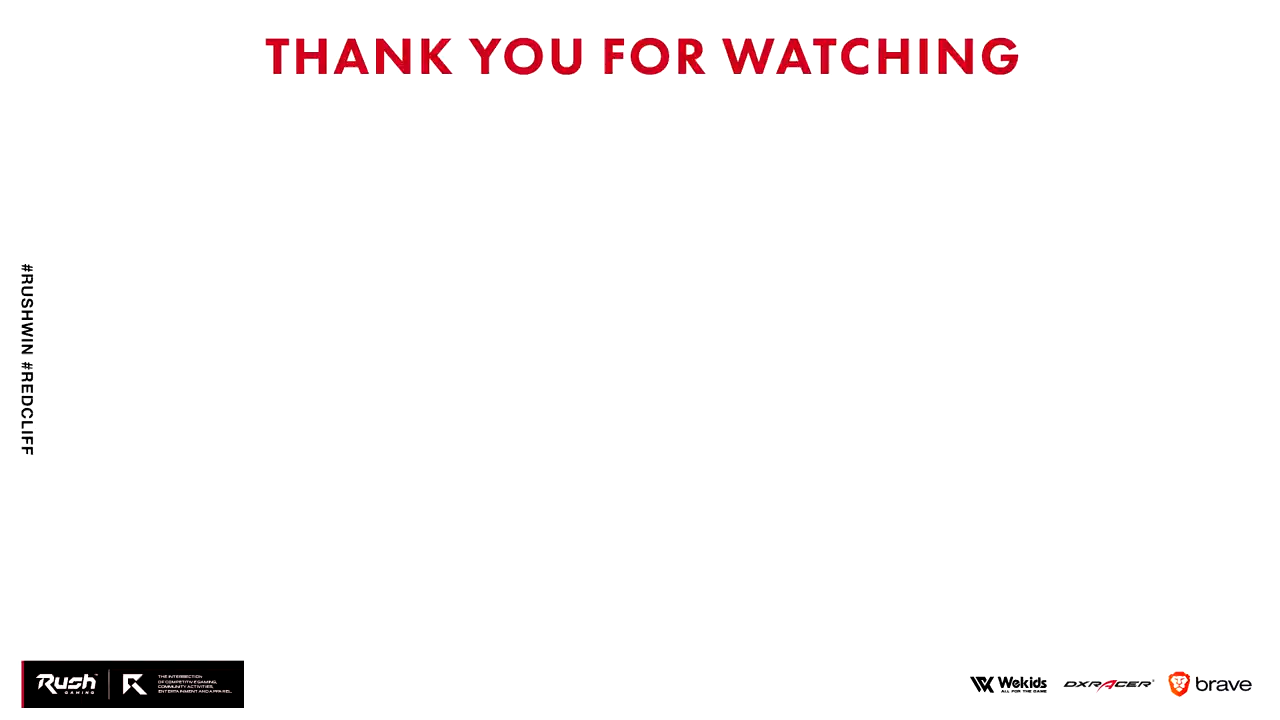 THANK YOU FOR WATCHING
#RUSHWIN #REDCLIFF
Rush
GAMING
THE INTERSECTION
OF COMPETITIVE GAMING,
COMMUNITY ACTIVITIES,
ENTERTAINMENT AND APPAREL.
Wekids
ALL FOR THE GAME
DXRACER
brave